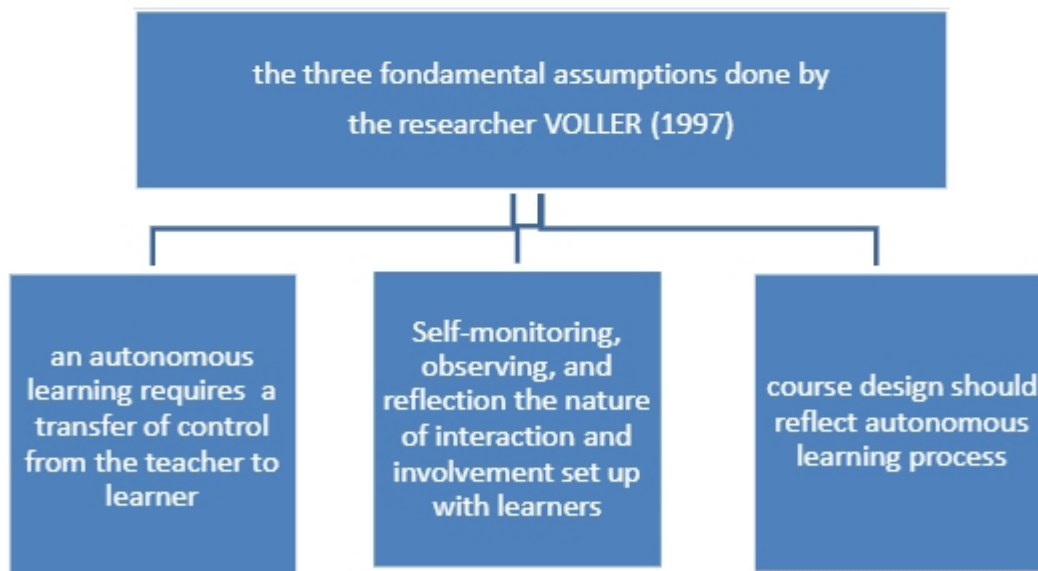 the three fondamental assumptions done by
the researcher VOLLER (1997)
an autonomous
learning requires a
transfer of control
from the teacher to
learner
Self-monitoring,
observing, and
reflection the nature
of interaction and
involvement set up
with learners
course design should
reflect autonomous
learning process